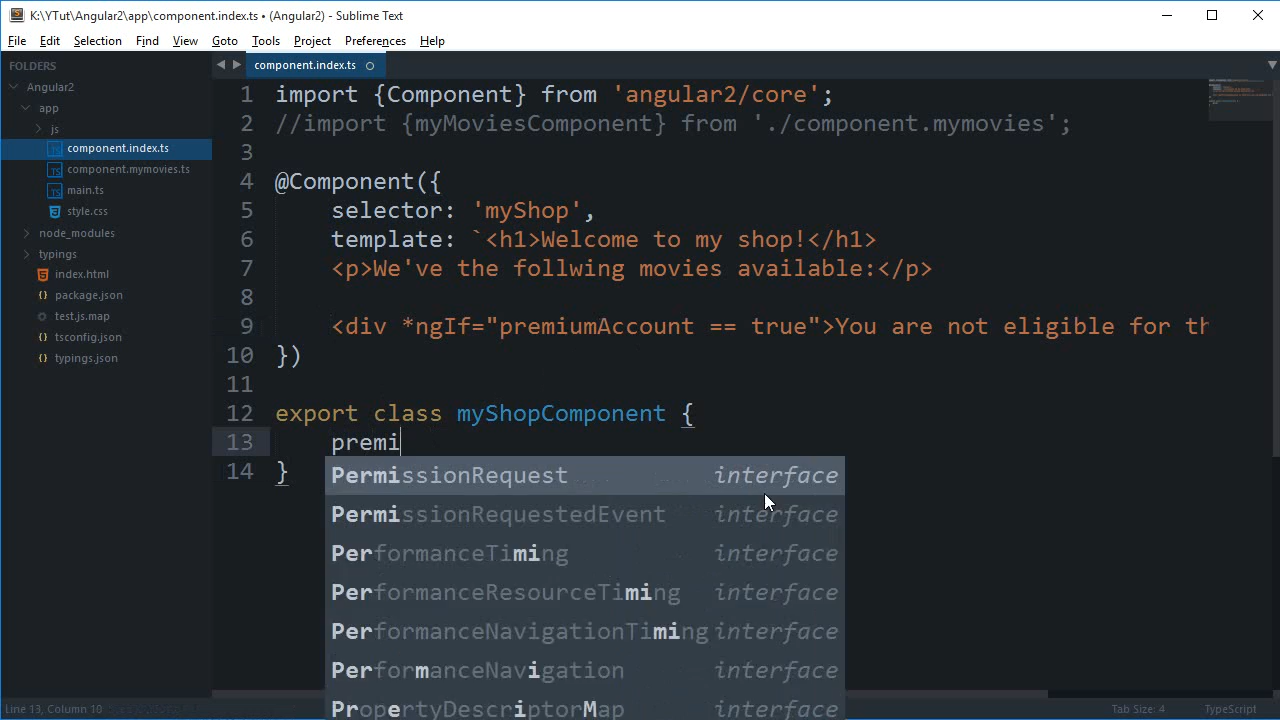 K:\YTut\Angular2\app\component.index.ts • (Angular2) - Sublime Text
File Edit Selection Find View Goto Tools Project Preferences Help
FOLDERS
Angular2
app
js
component.index.ts
component.mymovies.ts
main.ts
style.css
node_modules
typings
index.html
package.json
test.js.map
tsconfig.json
typings.json
component.index.ts
1 import {Component} from 'angular2/core';
2 //import {myMoviesComponent} from './component.mymovies';
3
4 @Component({
5 selector: 'myShop',
6 template: `<h1>Welcome to my shop!</h1>
7 <p>We've the follwing movies available:</p>
8
9 <div *ngIf="premiumAccount == true">You are not eligible for th
10 })
11
12 export class myShopComponent {
13 premi
14 }
PermissionRequest interface
PermissionRequestedEvent interface
PerformanceTiming interface
PerformanceResourceTiming interface
PerformanceNavigationTiming interface
PerformanceNavigation interface
PropertyDescriptorMap interface
Line 13, Column 10 Tab Size: 4 TypeScript